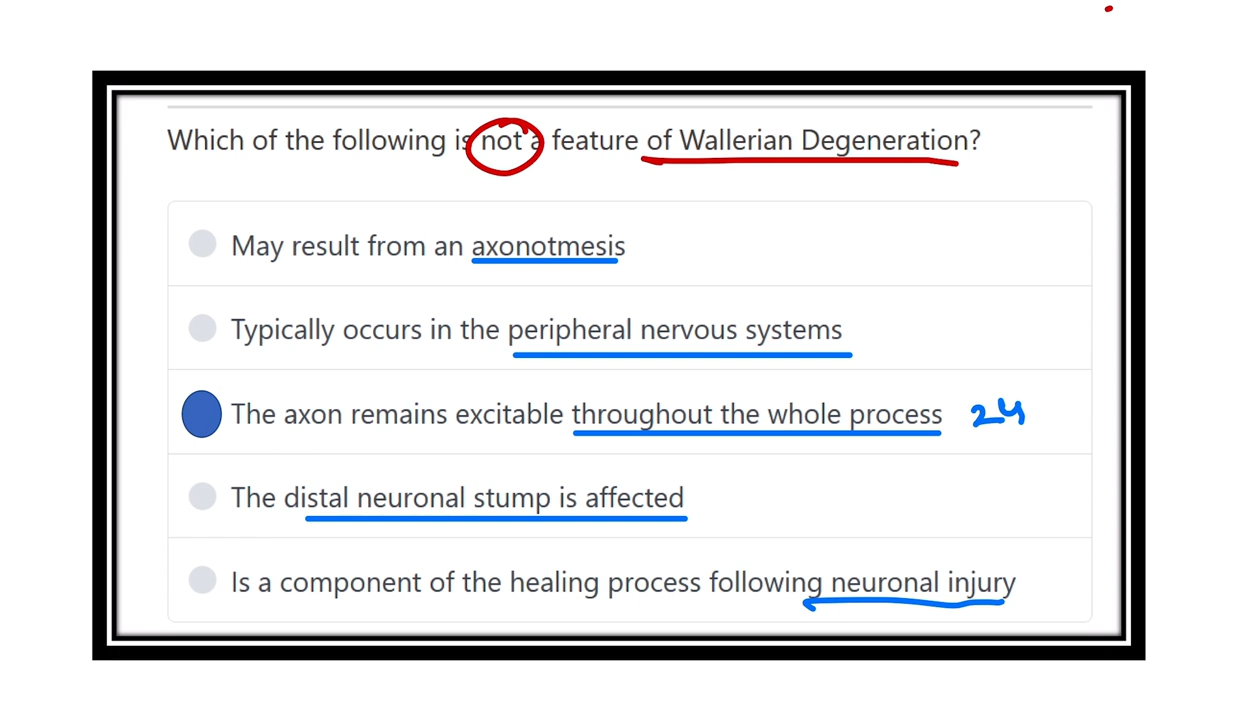 Which of the following is not a feature of Wallerian Degeneration?
May result from an axonotmesis
Typically occurs in the peripheral nervous systems
The axon remains excitable throughout the whole process 24
The distal neuronal stump is affected
Is a component of the healing process following neuronal injury